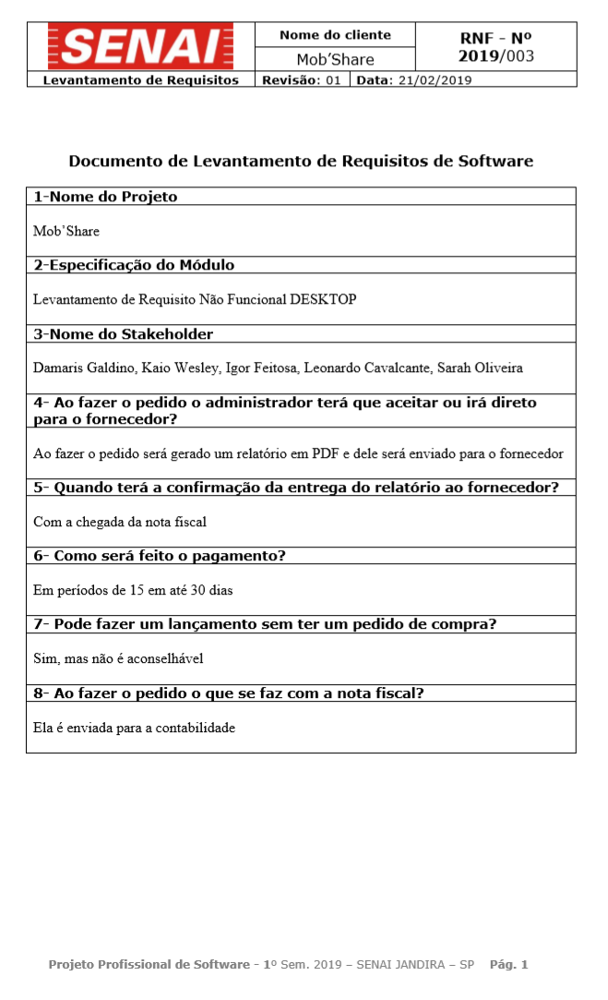 SENAI
Nome do cliente
Mob’Share
RNF - Nº
2019/003
Levantamento de Requisitos
Revisão: 01
Data: 21/02/2019
Documento de Levantamento de Requisitos de Software
1-Nome do Projeto
Mob’Share
2-Especificação do Módulo
Levantamento de Requisito Não Funcional DESKTOP
3-Nome do Stakeholder
Damaris Galdino, Kaio Wesley, Igor Feitosa, Leonardo Cavalcante, Sarah Oliveira
4- Ao fazer o pedido o administrador terá que aceitar ou irá direto
para o fornecedor?
Ao fazer o pedido será gerado um relatório em PDF e dele será enviado para o fornecedor
5- Quando terá a confirmação da entrega do relatório ao fornecedor?
Com a chegada da nota fiscal
6- Como será feito o pagamento?
Em períodos de 15 em até 30 dias
7- Pode fazer um lançamento sem ter um pedido de compra?
Sim, mas não é aconselhável
8- Ao fazer o pedido o que se faz com a nota fiscal?
Ela é enviada para a contabilidade
Projeto Profissional de Software - 1º Sem. 2019 – SENAI JANDIRA – SP Pág. 1